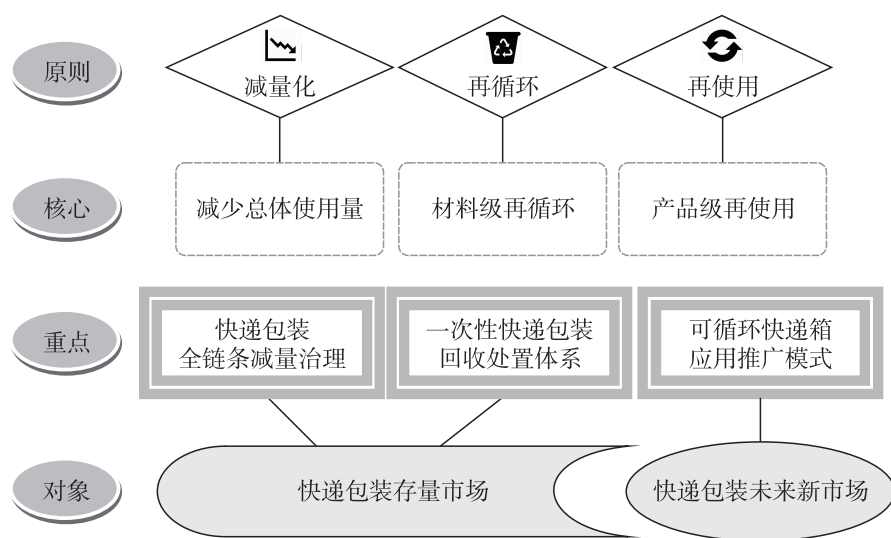 原则
减量化
再循环
再使用
核心
减少总体使用量
材料级再循环
产品级再使用
重点
快递包装
全链条减量治理
一次性快递包装
回收处置体系
可循环快递箱
应用推广模式
对象
快递包装存量市场
快递包装未来新市场